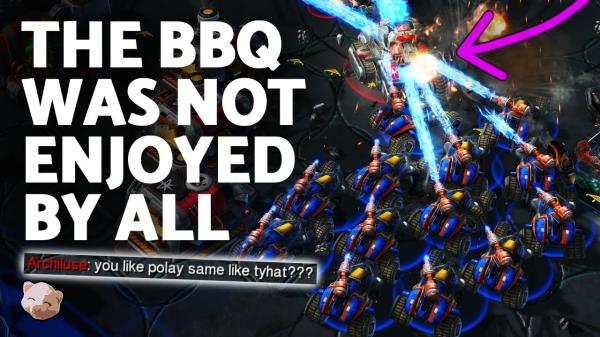 THE BBQ
WAS NOT
ENJOYED
BY ALL
Archiluse: you like polay same like tyhat???